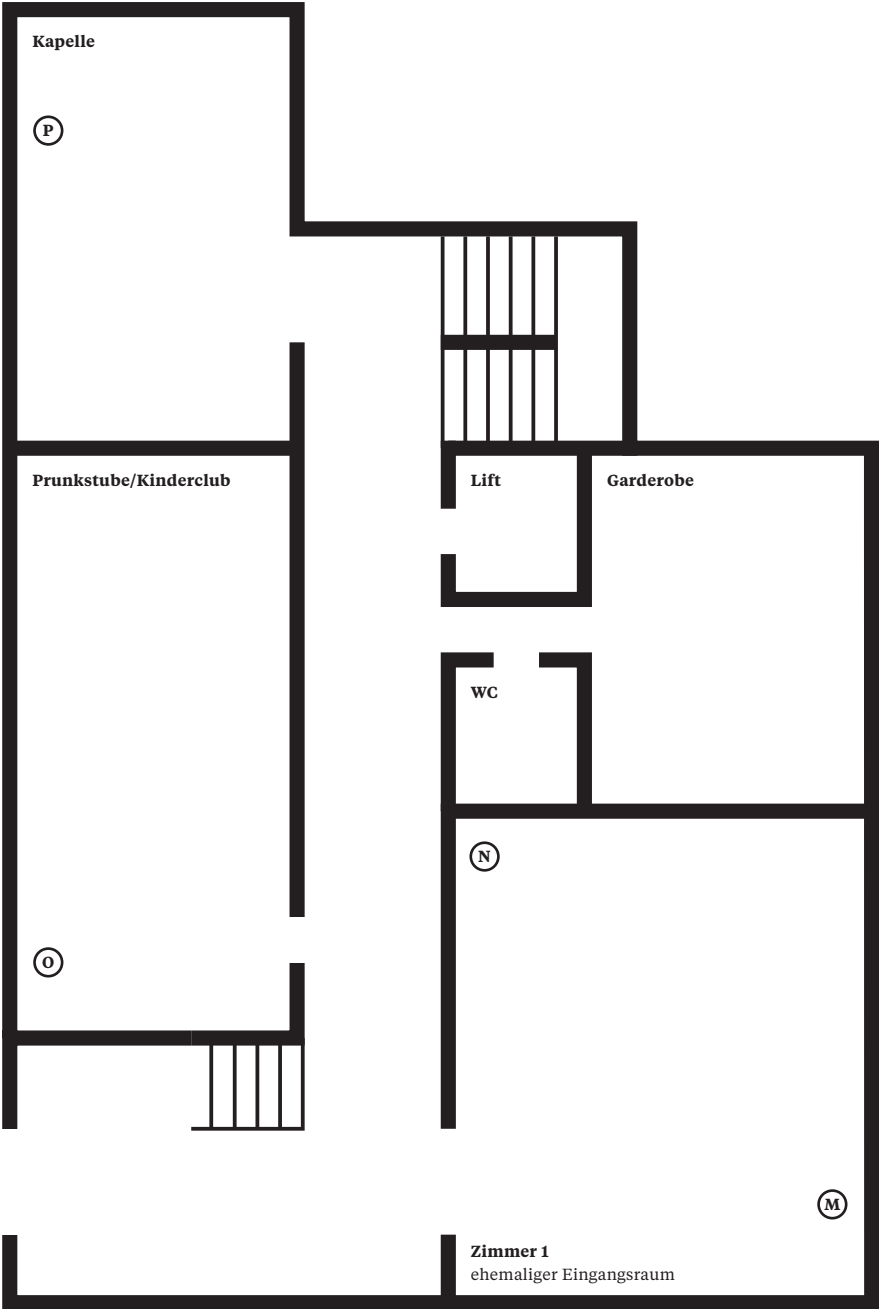 Kapelle
P
Prunkstube/Kinderclub
Lift
Garderobe
WC
N
O
M
Zimmer 1
ehemaliger Eingangsraum